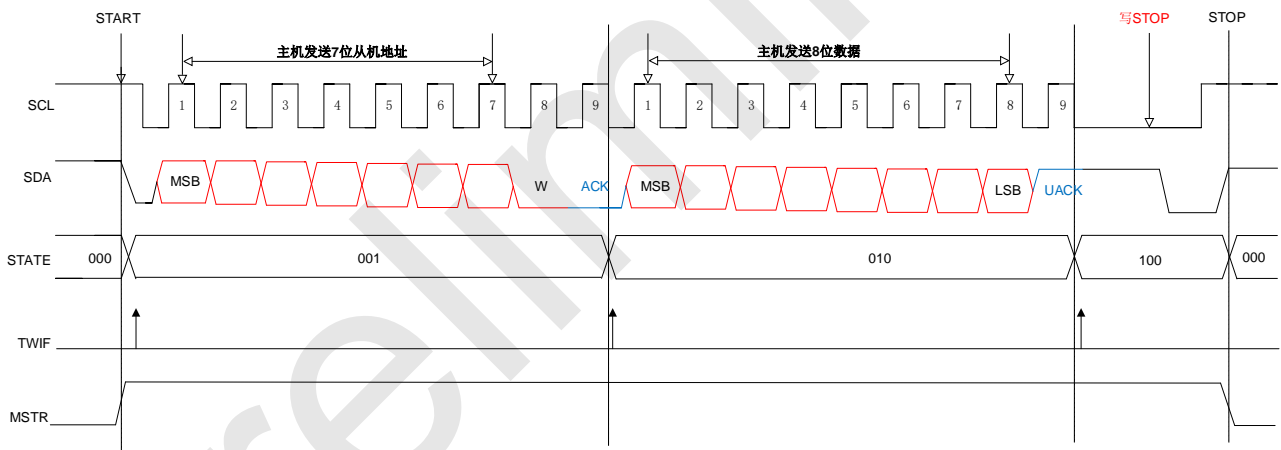 START 写STOP STOP
主机发送7位从机地址 主机发送8位数据
SCL 1 2 3 4 5 6 7 8 9 1 2 3 4 5 6 7 8 9
SDA MSB W ACK MSB LSB UACK
STATE 000 001 010 100 000
TWIF
MSTR
relimi